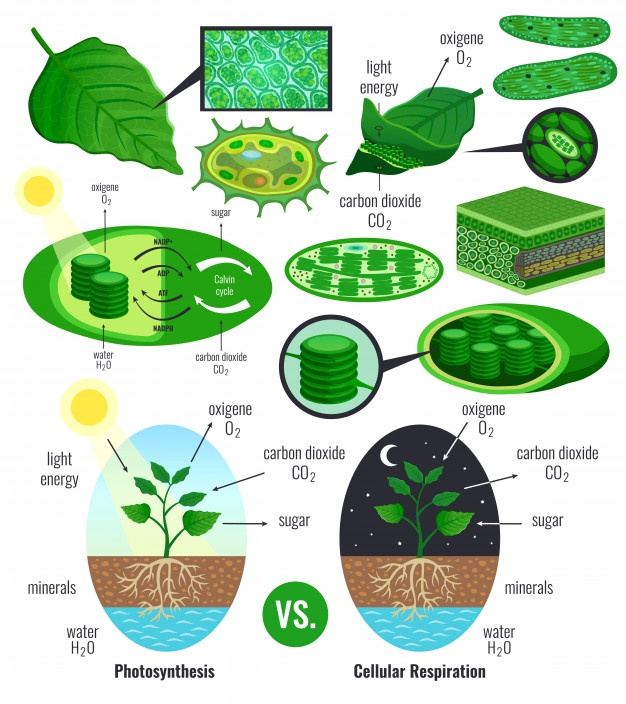 oxigene
O₂
light
energy
carbon dioxide
CO₂
oxigene
O₂
sugar
NADP+
ADP
ATF
NADPH
Calvin
cycle
water
H₂O
carbon dioxide
CO₂
oxigene
O₂
light
energy
carbon dioxide
CO₂
sugar
minerals
water
H₂O
Photosynthesis
VS.
oxigene
O₂
carbon dioxide
CO₂
sugar
minerals
water
H₂O
Cellular Respiration